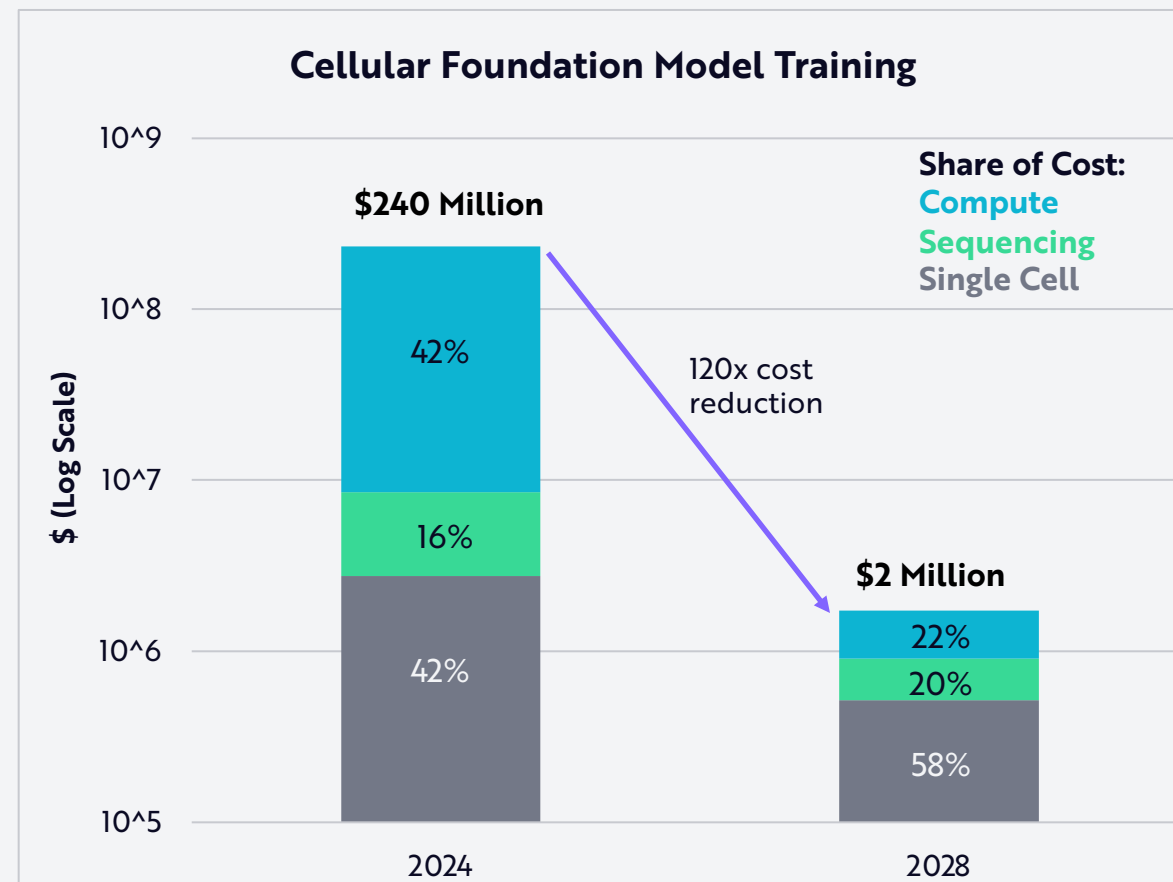 Cellular Foundation Model Training
10^9
10^8
10^7
10^6
10^5
$ (Log Scale)
$240 Million
42%
16%
42%
120x cost
reduction
Share of Cost:
Compute
Sequencing
Single Cell
$2 Million
22%
20%
58%
2024
2028